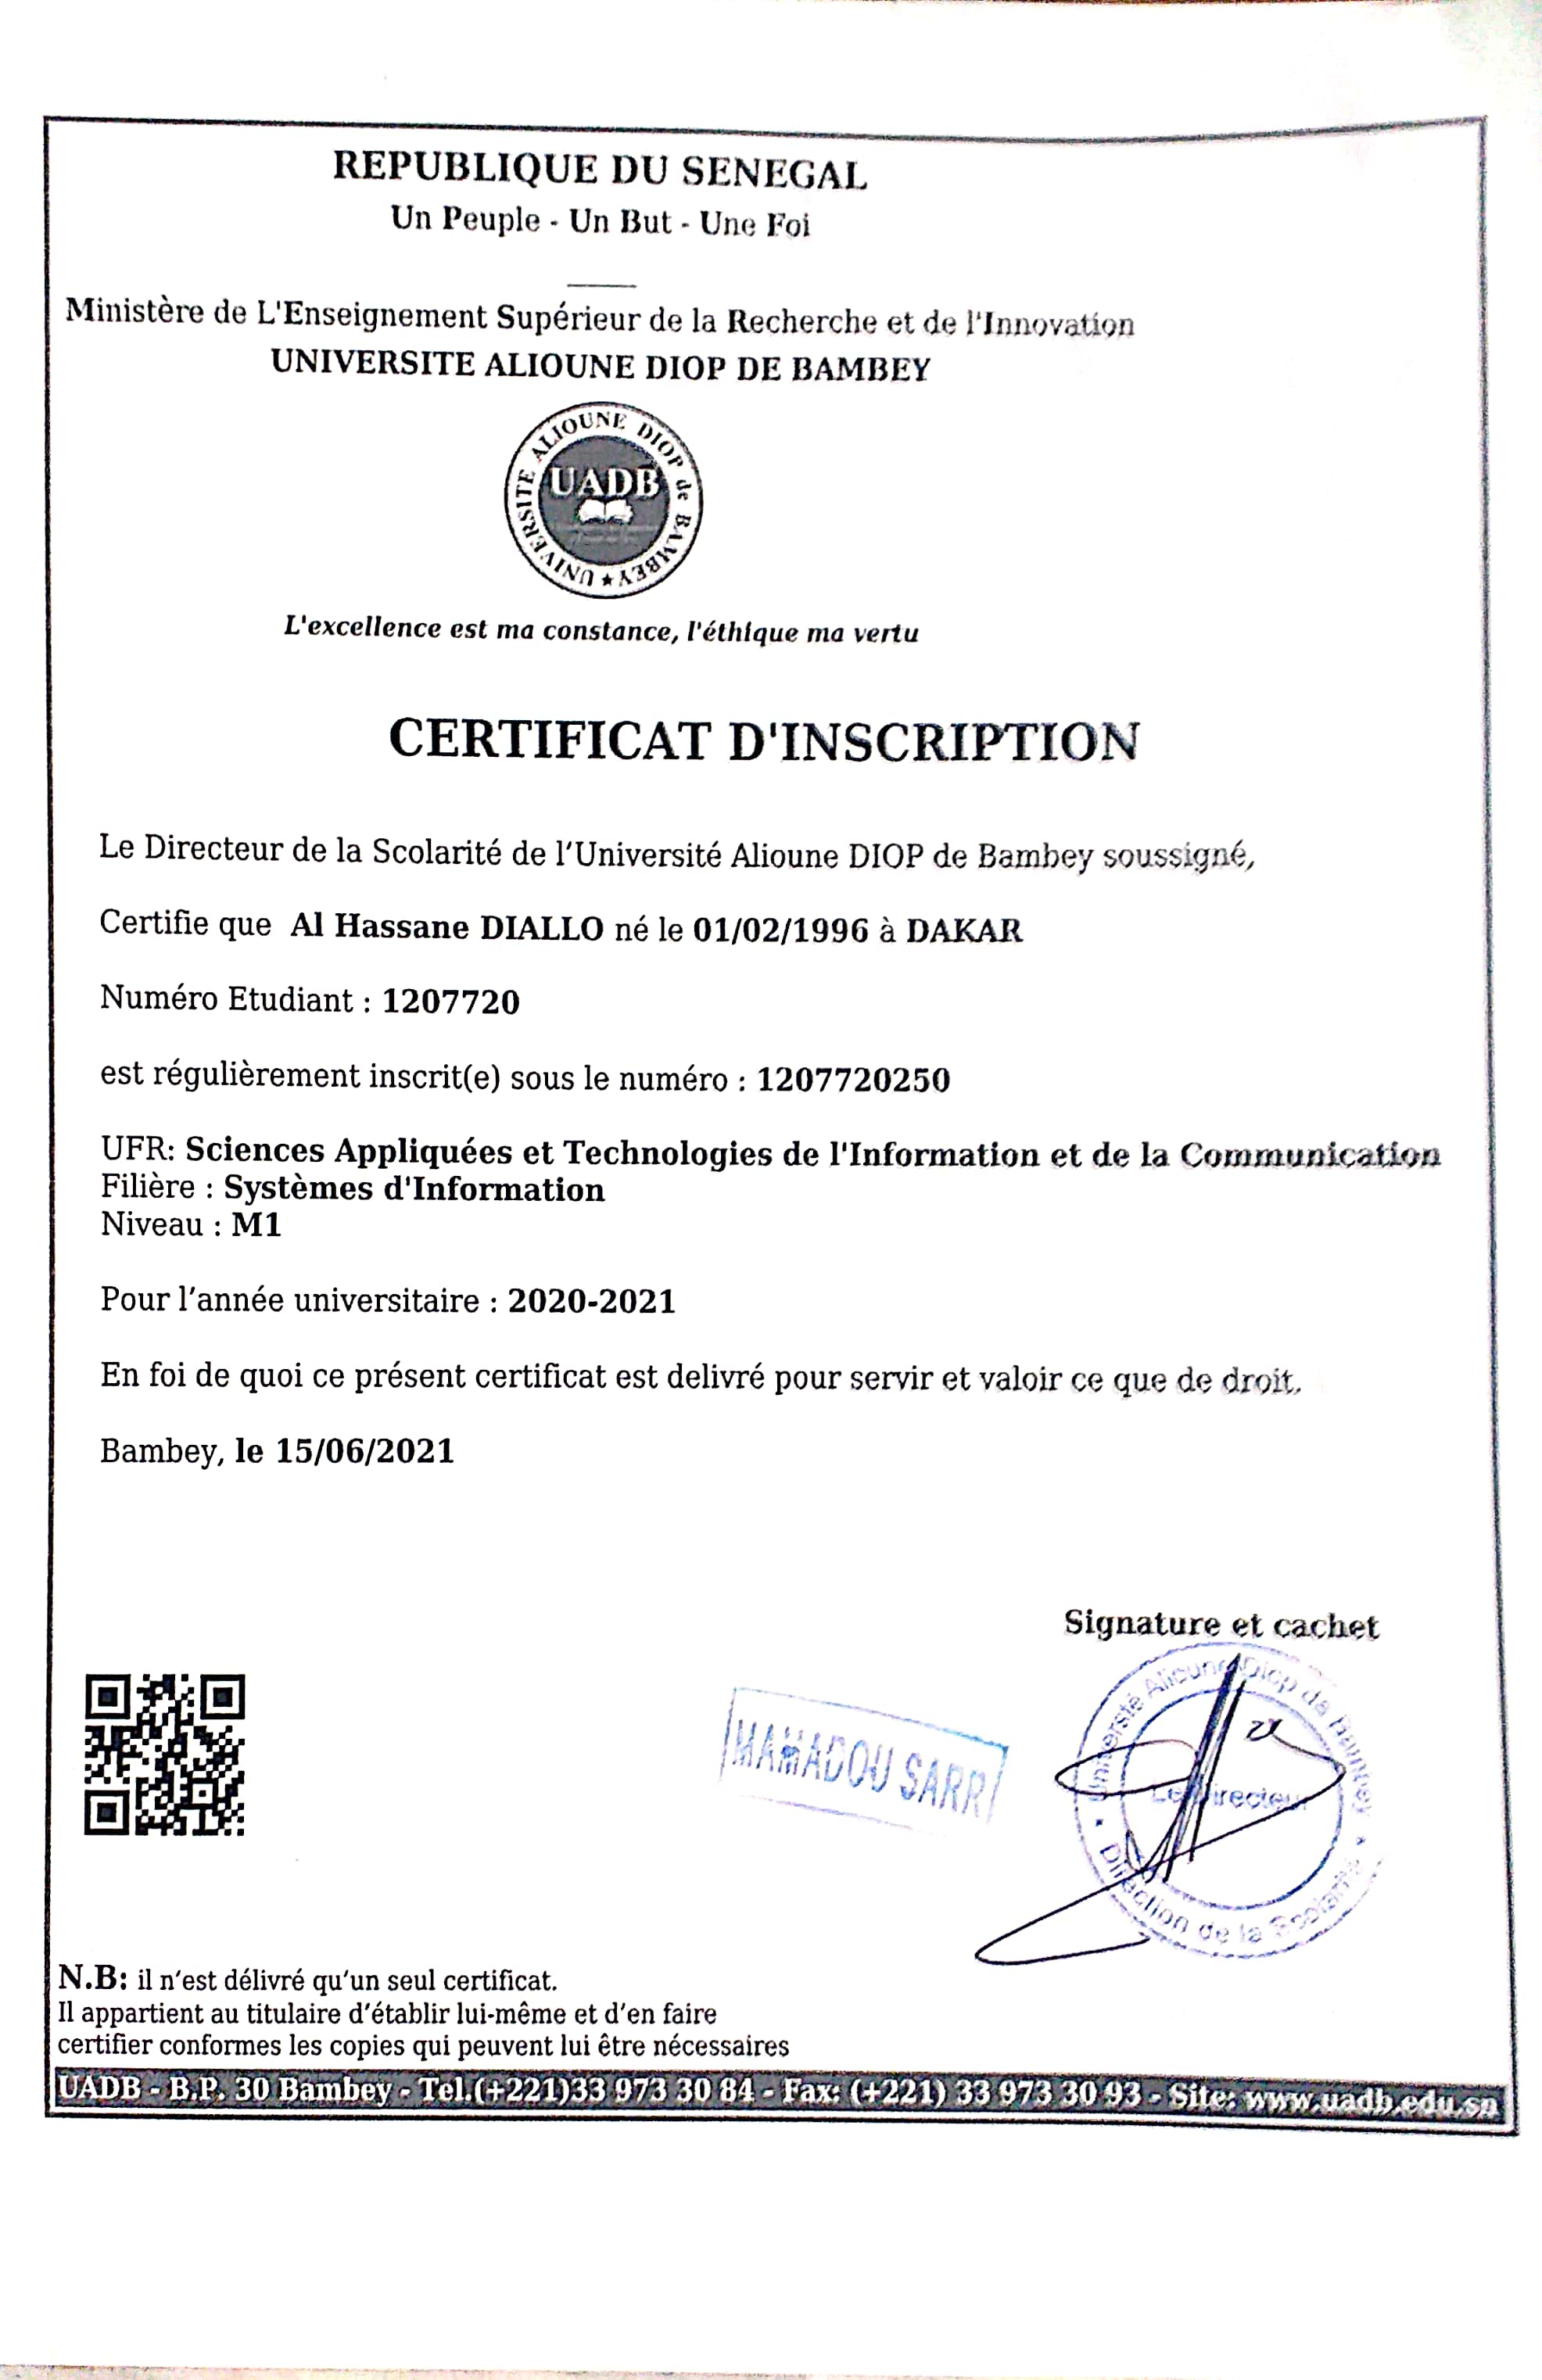 REPUBLIQUE DU SENEGAL
Un Peuple - Un But - Une Foi
Ministère de L'Enseignement Supérieur de la Recherche et de l'Innovation
UNIVERSITE ALIOUNE DIOP DE BAMBEY
UNIVERSITE ALIOUNE DIOP de BAMBEY
UADB
L'excellence est ma constance, l'éthique ma vertu
CERTIFICAT D'INSCRIPTION
Le Directeur de la Scolarité de l'Université Alioune DIOP de Bambey soussigné,
Certifie que Al Hassane DIALLO né le 01/02/1996 à DAKAR
Numéro Etudiant : 1207720
est régulièrement inscrit(e) sous le numéro : 1207720250
UFR: Sciences Appliquées et Technologies de l'Information et de la Communication
Filière : Systèmes d'Information
Niveau : M1
Pour l'année universitaire : 2020-2021
En foi de quoi ce présent certificat est delivré pour servir et valoir ce que de droit.
Bambey, le 15/06/2021
Signature et cachet
MAMADOU SARR
Université Alioune Diop de Bambey
Le Directeur
Direction de la Scolarité
N.B: il n'est délivré qu'un seul certificat.
Il appartient au titulaire d'établir lui-même et d'en faire
certifier conformes les copies qui peuvent lui être nécessaires
UADB - B.P. 30 Bambey - Tel.(+221)33 973 30 84 - Fax: (+221) 33 973 30 93 - Site: www.uadb.edu.sn